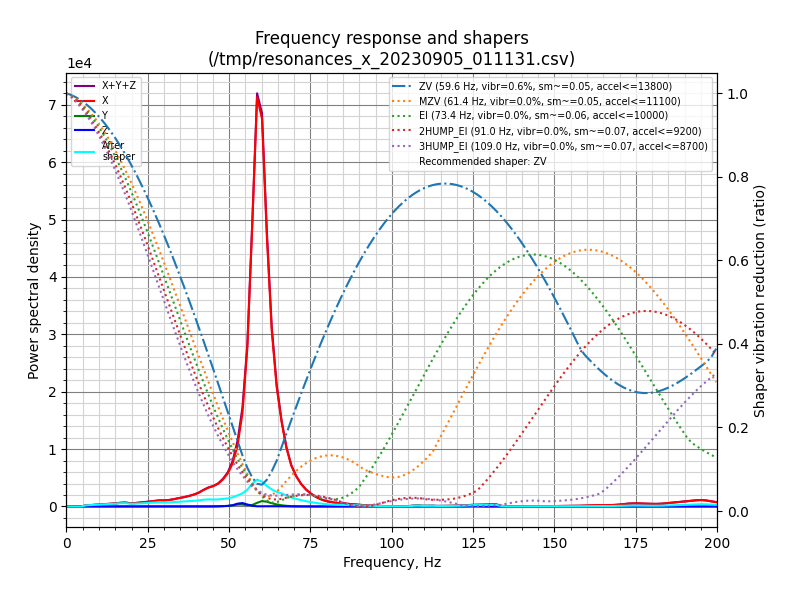 Frequency response and shapers
(/tmp/resonances_x_20230905_011131.csv)
1e4
X+Y+Z
X
Y
Z
After
shaper
ZV (59.6 Hz, vibr=0.6%, sm~=0.05, accel<=13800)
MZV (61.4 Hz, vibr=0.0%, sm~=0.05, accel<=11100)
EI (73.4 Hz, vibr=0.0%, sm~=0.06, accel<=10000)
2HUMP_EI (91.0 Hz, vibr=0.0%, sm~=0.07, accel<=9200)
3HUMP_EI (109.0 Hz, vibr=0.0%, sm~=0.07, accel<=8700)
Recommended shaper: ZV
Power spectral density
7
6
5
4
3
2
1
0
1.0
0.8
0.6
0.4
0.2
0.0
Shaper vibration reduction (ratio)
0 25 50 75 100 125 150 175 200
Frequency, Hz